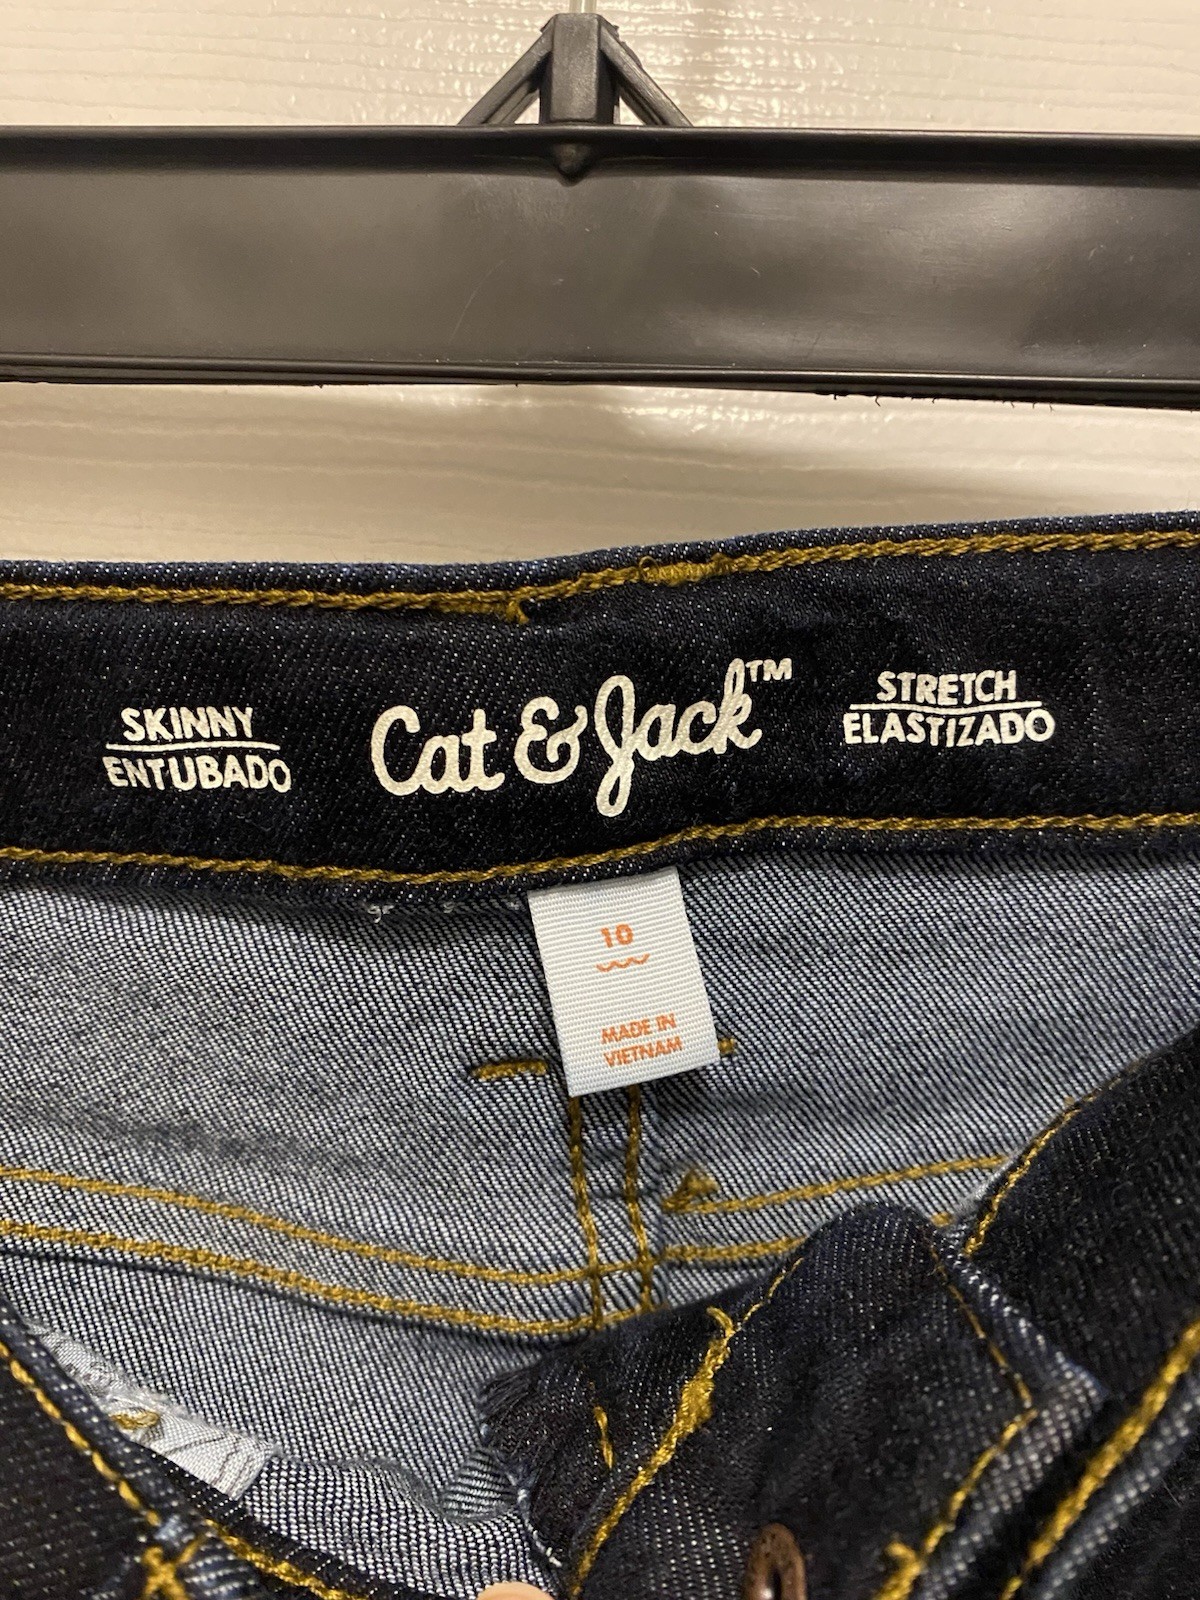 SKINNY
ENTUBADO
Cat & Jack™
STRETCH
ELASTIZADO
10
MADE IN
VIETNAM